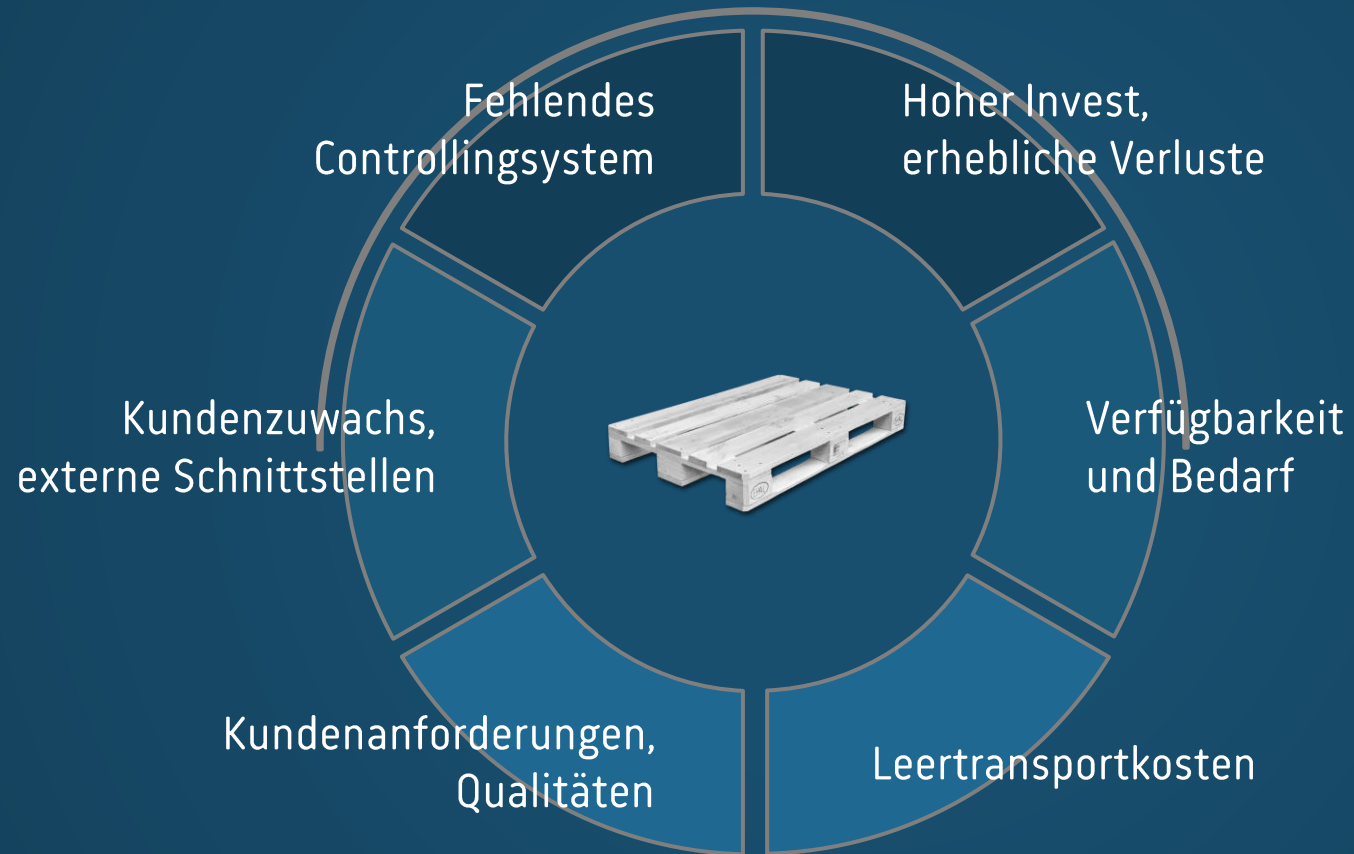 Fehlendes
Controllingsystem
Hoher Invest,
erhebliche Verluste
Kundenzuwachs,
externe Schnittstellen
Verfügbarkeit
und Bedarf
Kundenanforderungen,
Qualitäten
Leertransportkosten